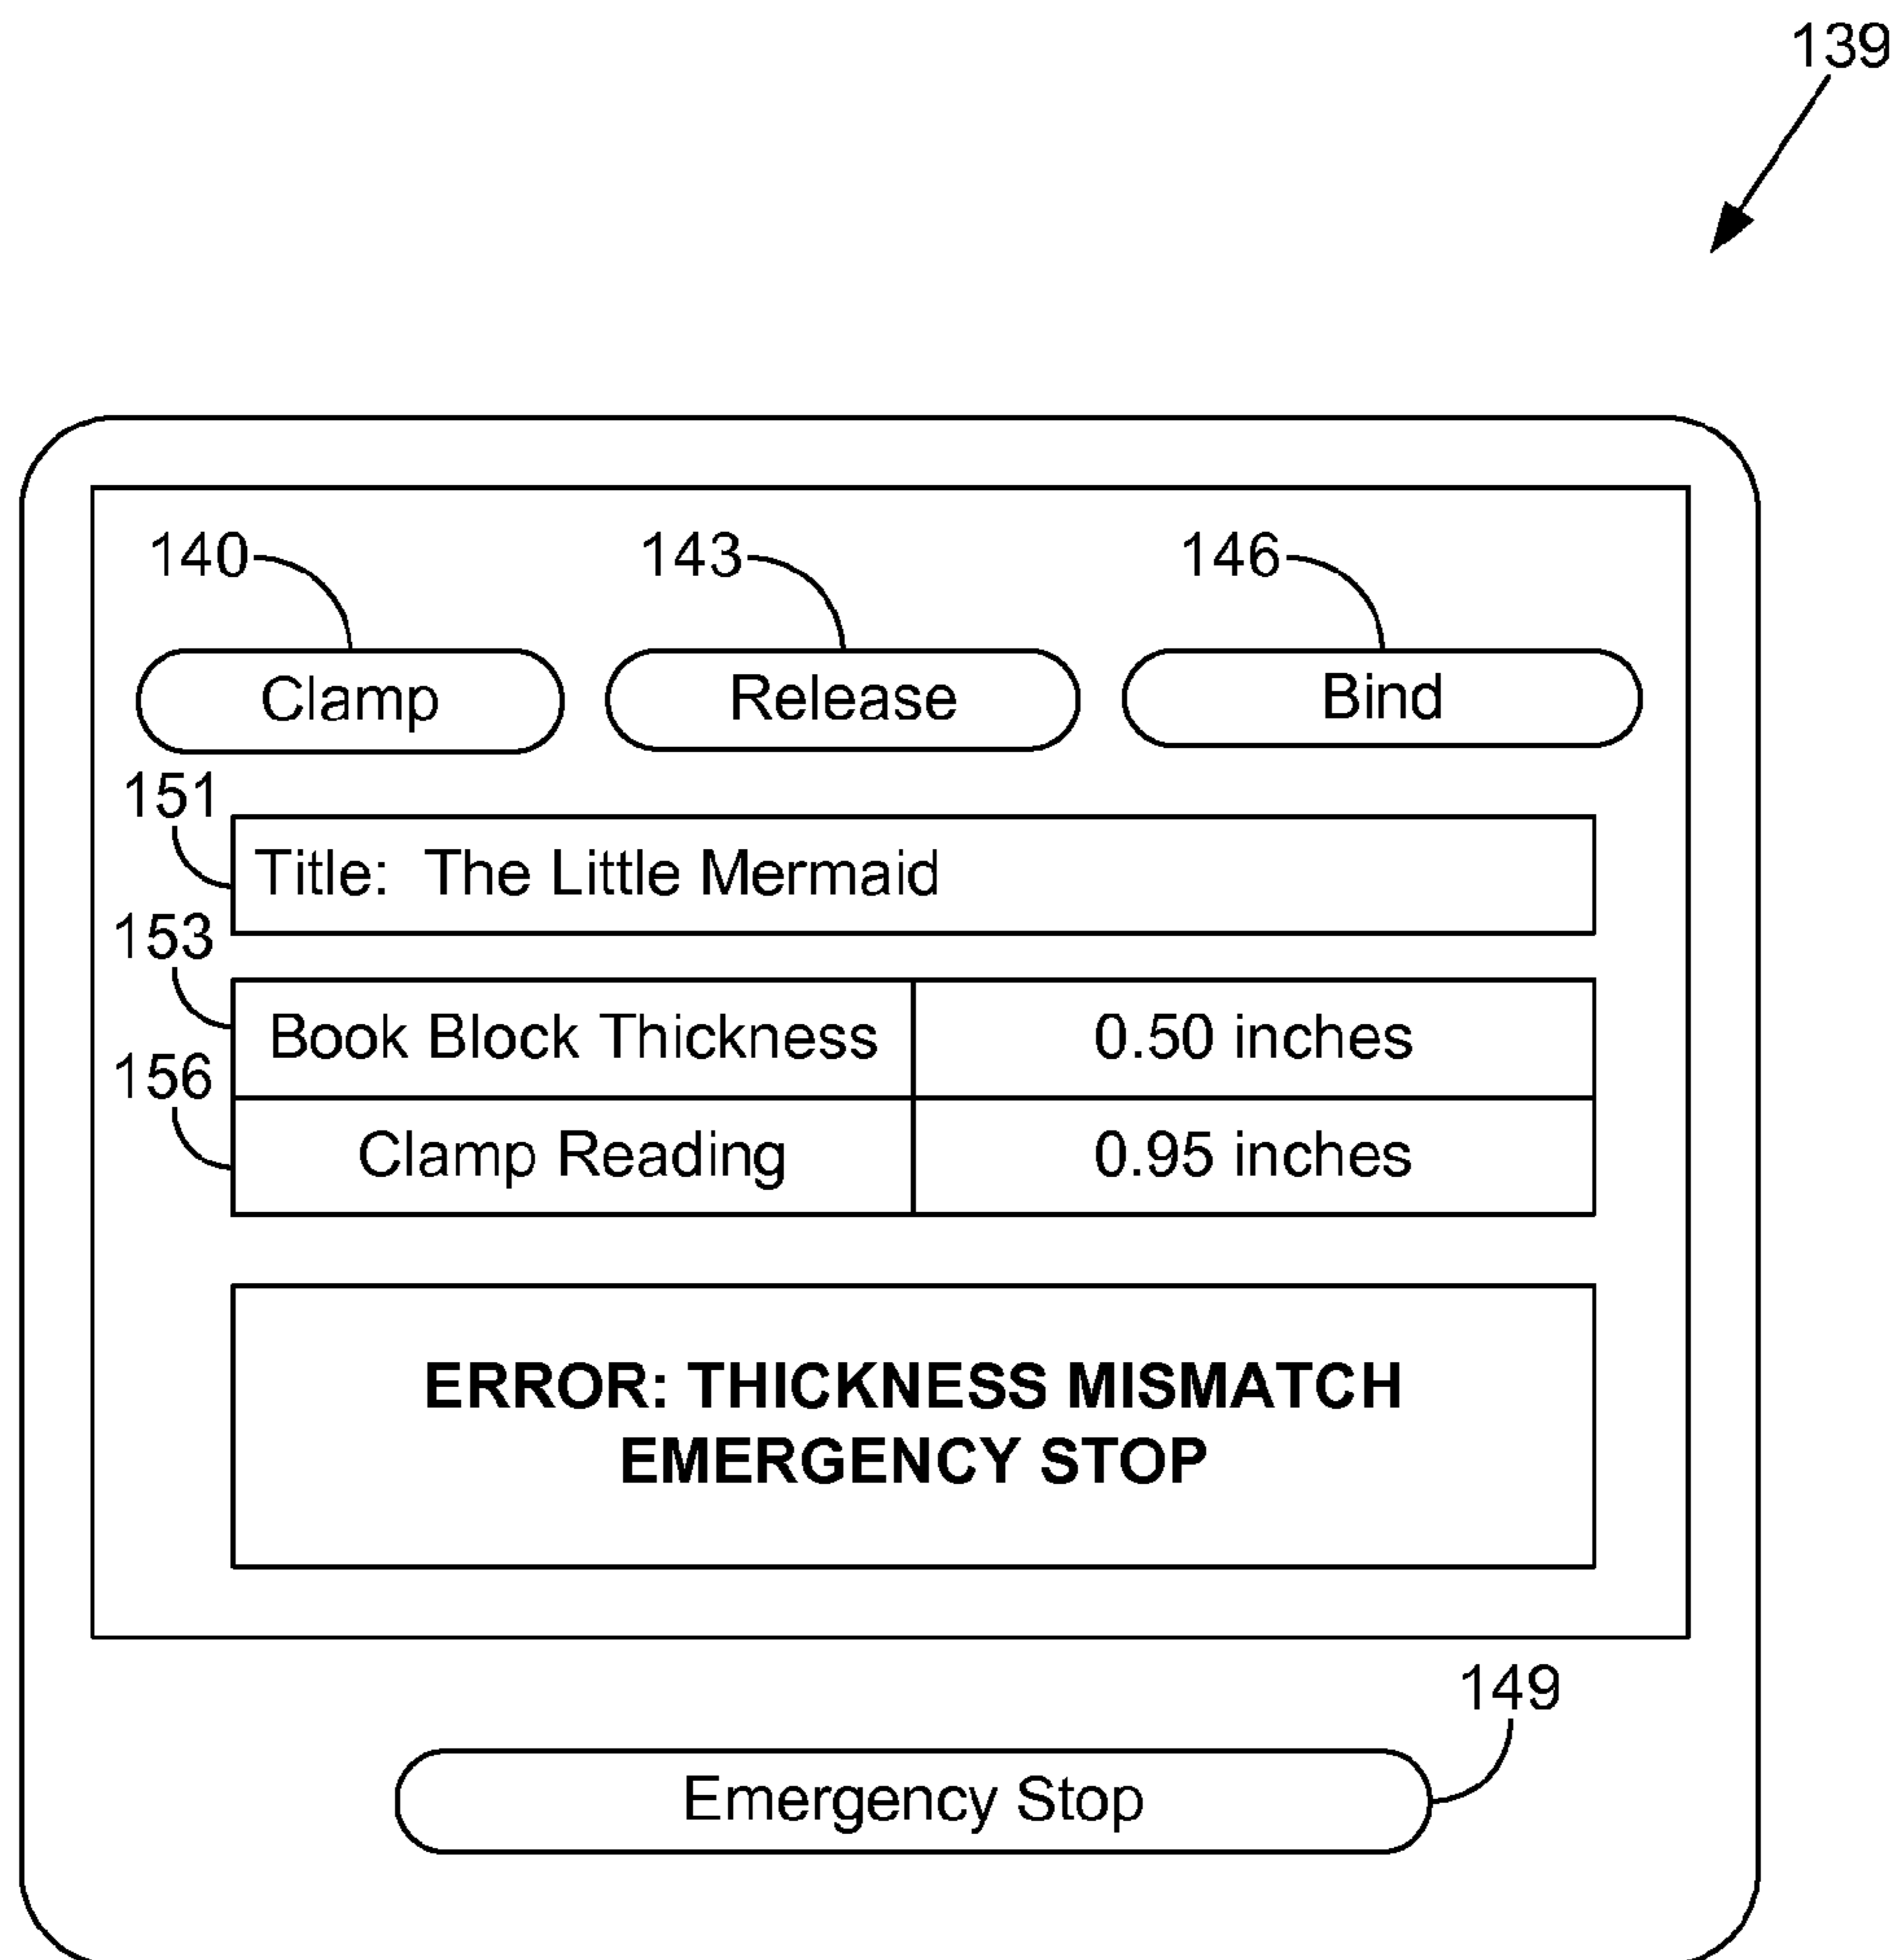 139
140 143 146
Clamp Release Bind
151
Title: The Little Mermaid
153
Book Block Thickness 0.50 inches
156
Clamp Reading 0.95 inches
ERROR: THICKNESS MISMATCH
EMERGENCY STOP
149
Emergency Stop